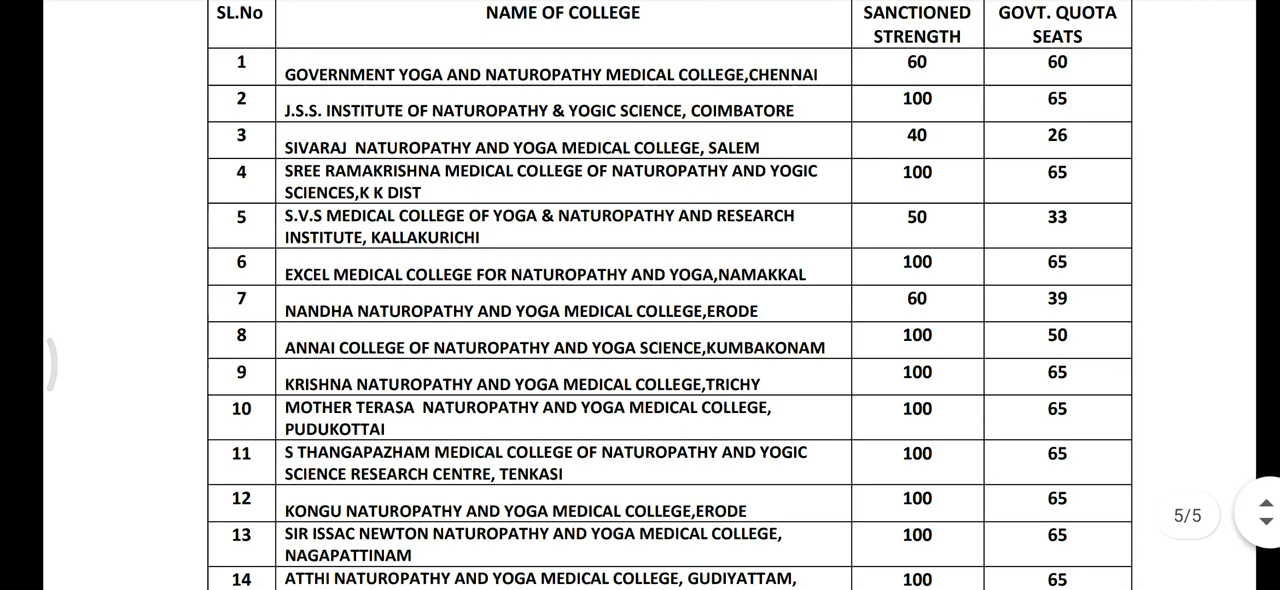 SL.No NAME OF COLLEGE SANCTIONED STRENGTH GOVT. QUOTA SEATS
1 GOVERNMENT YOGA AND NATUROPATHY MEDICAL COLLEGE,CHENNAI 60 60
2 J.S.S. INSTITUTE OF NATUROPATHY & YOGIC SCIENCE, COIMBATORE 100 65
3 SIVARAJ NATUROPATHY AND YOGA MEDICAL COLLEGE, SALEM 40 26
4 SREE RAMAKRISHNA MEDICAL COLLEGE OF NATUROPATHY AND YOGIC 100 65
SCIENCES,K K DIST
5 S.V.S MEDICAL COLLEGE OF YOGA & NATUROPATHY AND RESEARCH 50 33
INSTITUTE, KALLAKURICHI
6 EXCEL MEDICAL COLLEGE FOR NATUROPATHY AND YOGA,NAMAKKAL 100 65
7 NANDHA NATUROPATHY AND YOGA MEDICAL COLLEGE,ERODE 60 39
8 ANNAI COLLEGE OF NATUROPATHY AND YOGA SCIENCE,KUMBAKONAM 100 50
9 KRISHNA NATUROPATHY AND YOGA MEDICAL COLLEGE,TRICHY 100 65
10 MOTHER TERASA NATUROPATHY AND YOGA MEDICAL COLLEGE, 100 65
PUDUKOTTAI
11 S THANGAPAZHAM MEDICAL COLLEGE OF NATUROPATHY AND YOGIC 100 65
SCIENCE RESEARCH CENTRE, TENKASI
12 KONGU NATUROPATHY AND YOGA MEDICAL COLLEGE,ERODE 100 65
13 SIR ISSAC NEWTON NATUROPATHY AND YOGA MEDICAL COLLEGE, 100 65
NAGAPATTINAM
14 ATTHI NATUROPATHY AND YOGA MEDICAL COLLEGE, GUDIYATTAM, 100 65
5/5